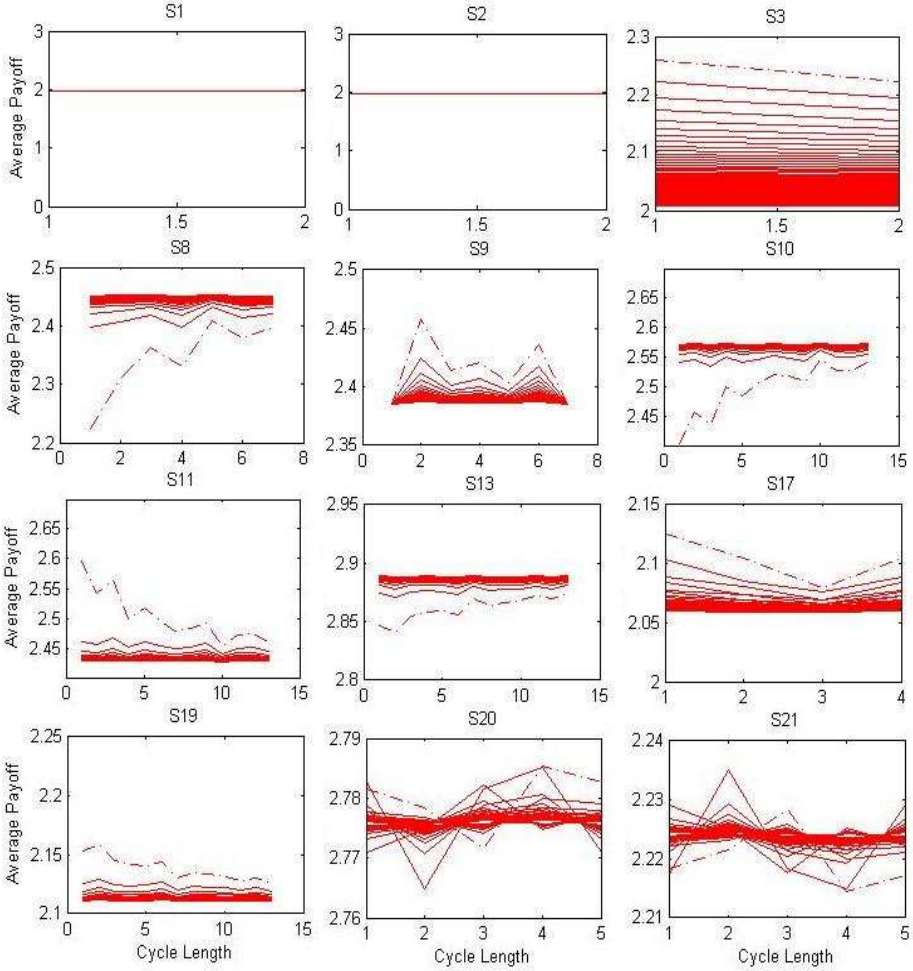 S1 S2 S3
Average Payoff
3
2
1
0
1 1.5 2
3
2
1
0
1 1.5 2
2.3
2.2
2.1
2
1 1.5 2
S8 S9 S10
Average Payoff
2.5
2.4
2.3
2.2
0 2 4 6 8
2.5
2.45
2.4
2.35
0 2 4 6 8
2.65
2.6
2.55
2.5
2.45
0 5 10 15
S11 S13 S17
Average Payoff
2.65
2.6
2.55
2.5
2.45
0 5 10 15
2.95
2.9
2.85
2.8
0 5 10 15
2.15
2.1
2.05
2
1 2 3 4
S19 S20 S21
Average Payoff
2.25
2.2
2.15
2.1
0 5 10 15
Cycle Length
2.79
2.78
2.77
2.76
1 2 3 4 5
Cycle Length
2.24
2.23
2.22
2.21
1 2 3 4 5
Cycle Length